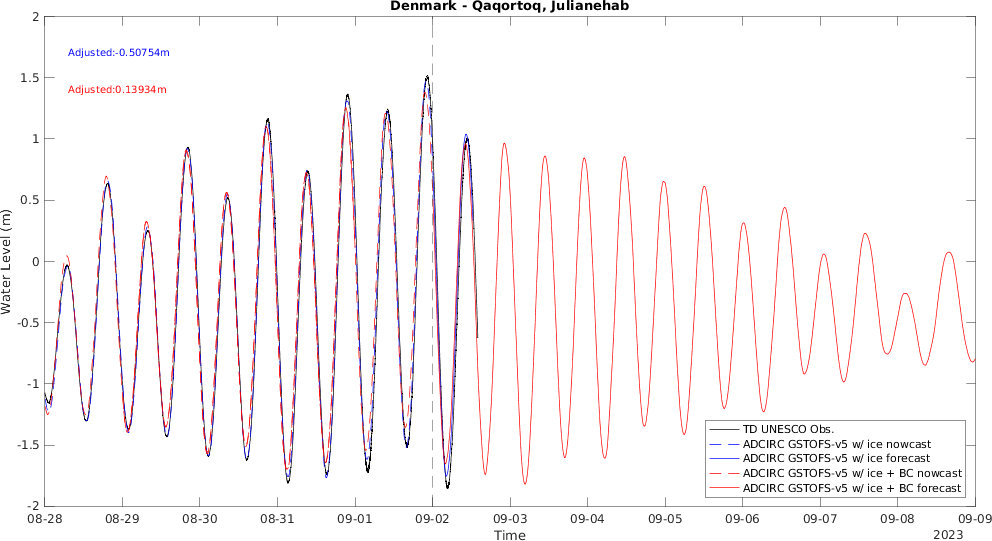 Denmark - Qaqortoq, Julianehab
Adjusted:-0.50754m
Adjusted:0.13934m
Water Level (m)
2
1.5
1
0.5
0
-0.5
-1
-1.5
-2
TD UNESCO Obs.
ADCIRC GSTOFS-v5 w/ ice nowcast
ADCIRC GSTOFS-v5 w/ ice forecast
ADCIRC GSTOFS-v5 w/ ice + BC nowcast
ADCIRC GSTOFS-v5 w/ ice + BC forecast
08-28 08-29 08-30 08-31 09-01 09-02 09-03 09-04 09-05 09-06 09-07 09-08 09-09
Time
2023